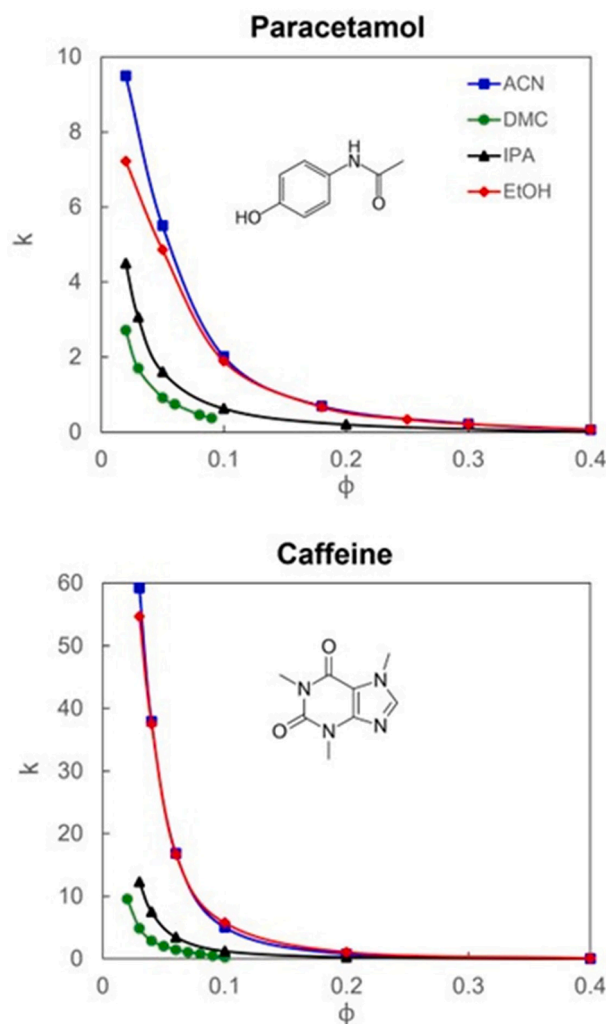 Paracetamol
10
ACN
8
DMC
H
N
IPA
EtOH
O
HO
6
k
4
2
0
0 0.1 0.2 0.3 0.4
ϕ
Caffeine
60
50
O
N
N
40
O
N
N
k
30
20
10
0
0 0.1 0.2 0.3 0.4
ϕ